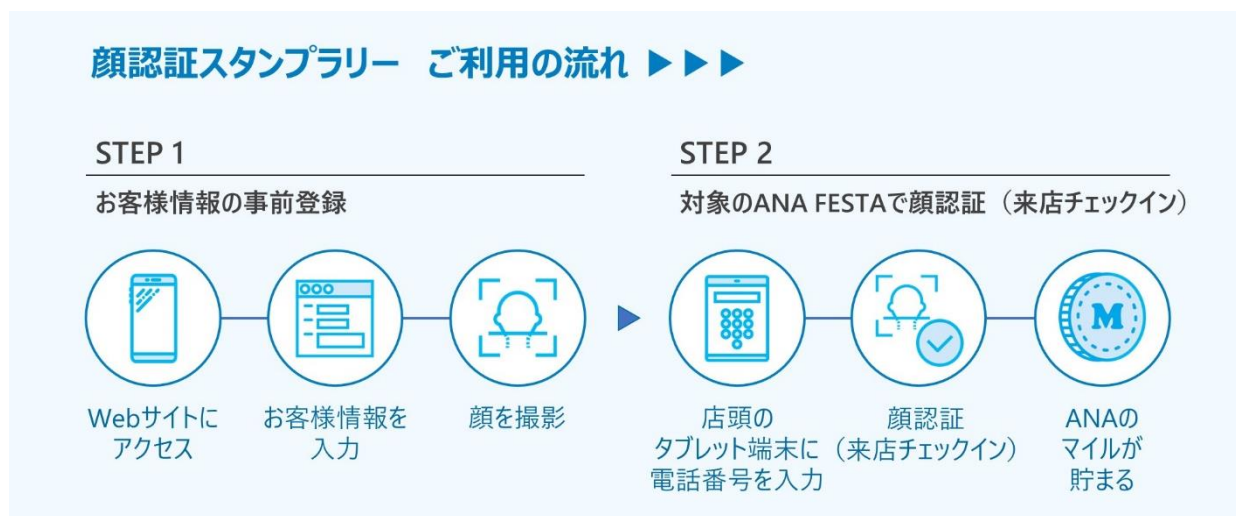 顔認証スタンプラリー ご利用の流れ ▶▶▶
STEP 1
お客様情報の事前登録
Webサイトに
アクセス
お客様情報を
入力
顔を撮影
STEP 2
対象のANA FESTAで顔認証（来店チェックイン）
店頭の
タブレット端末に
電話番号を入力
顔認証
（来店チェックイン）
M
ANAの
マイルが
貯まる